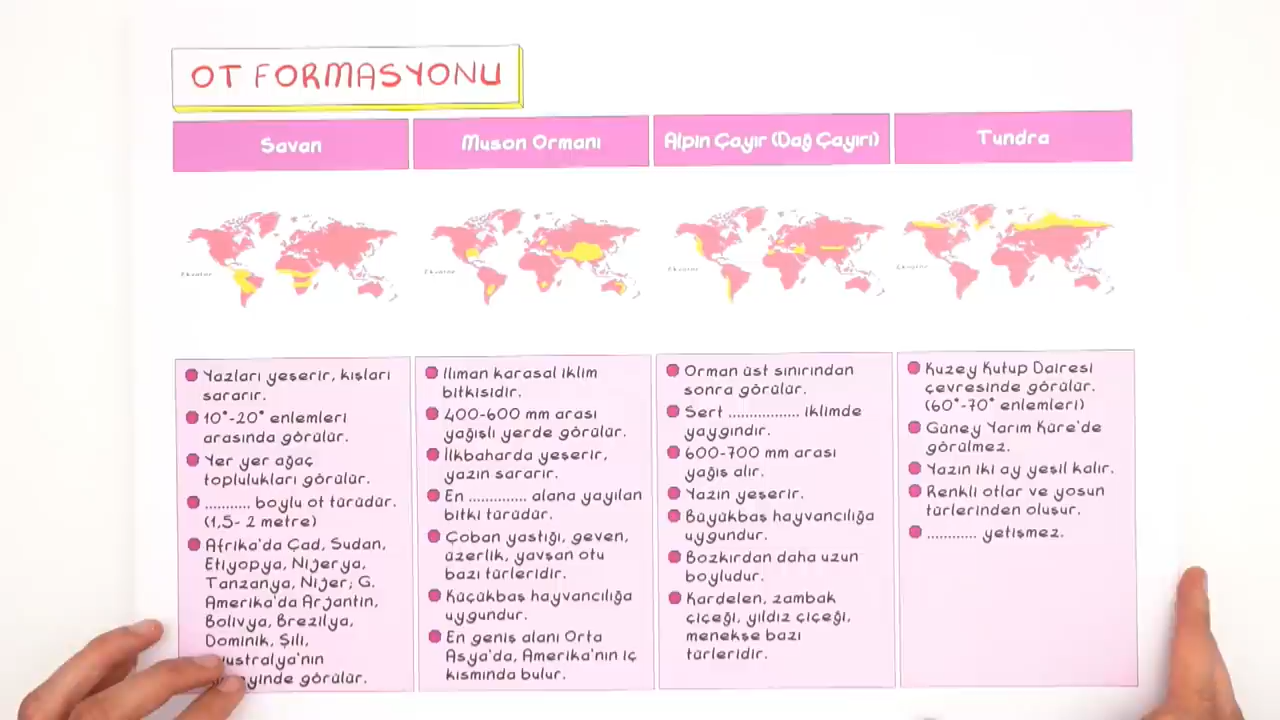 OT FORMASYONU
Savan
Muson Ormanı
Alpin Çayır (Dağ Çayırı)
Tundra
Ekvator
Ekvator
Ekvator
Ekvator
Yazları yeşerir, kışları
sararır.
10°-20° enlemleri
arasında görülür.
Yer yer ağaç
toplulukları görülür.
........... boylu ot türüdür.
(1,5- 2 metre)
Afrika'da Çad, Sudan,
Etiyopya, Nijerya,
Tanzanya, Nijer; G.
Amerika'da Arjantin,
Bolivya, Brezilya,
Dominik, Şili,
görülür.
Ilıman karasal iklim
bitkisidir.
400-600 mm arası
yağışlı yerde görülür.
İlkbaharda yeşerir,
yazın sararır.
En .............. alana yayılan
bitki türüdür.
Çoban yastığı, geven,
üzerlik, yavşan otu
bazı türleridir.
Küçükbaş hayvancılığa
uygundur.
En geniş alanı Orta
Asya'da, Amerika'nın iç
kısmında bulur.
Orman üst sınırından
sonra görülür.
Sert ................. iklimde
yaygındır.
600-700 mm arası
yağış alır.
Yazın yeşerir.
Büyükbaş hayvancılığa
uygundur.
Bozkırdan daha uzun
boyludur.
Kardelen, zambak
çiçeği, yıldız çiçeği,
menekşe bazı
türleridir.
Kuzey Kutup Dairesi
çevresinde görülür.
(60°-70° enlemleri)
Güney Yarım Küre'de
görülmez.
Yazın iki ay yeşil kalır.
Renkli otlar ve yosun
türlerinden oluşur.
............ yetişmez.